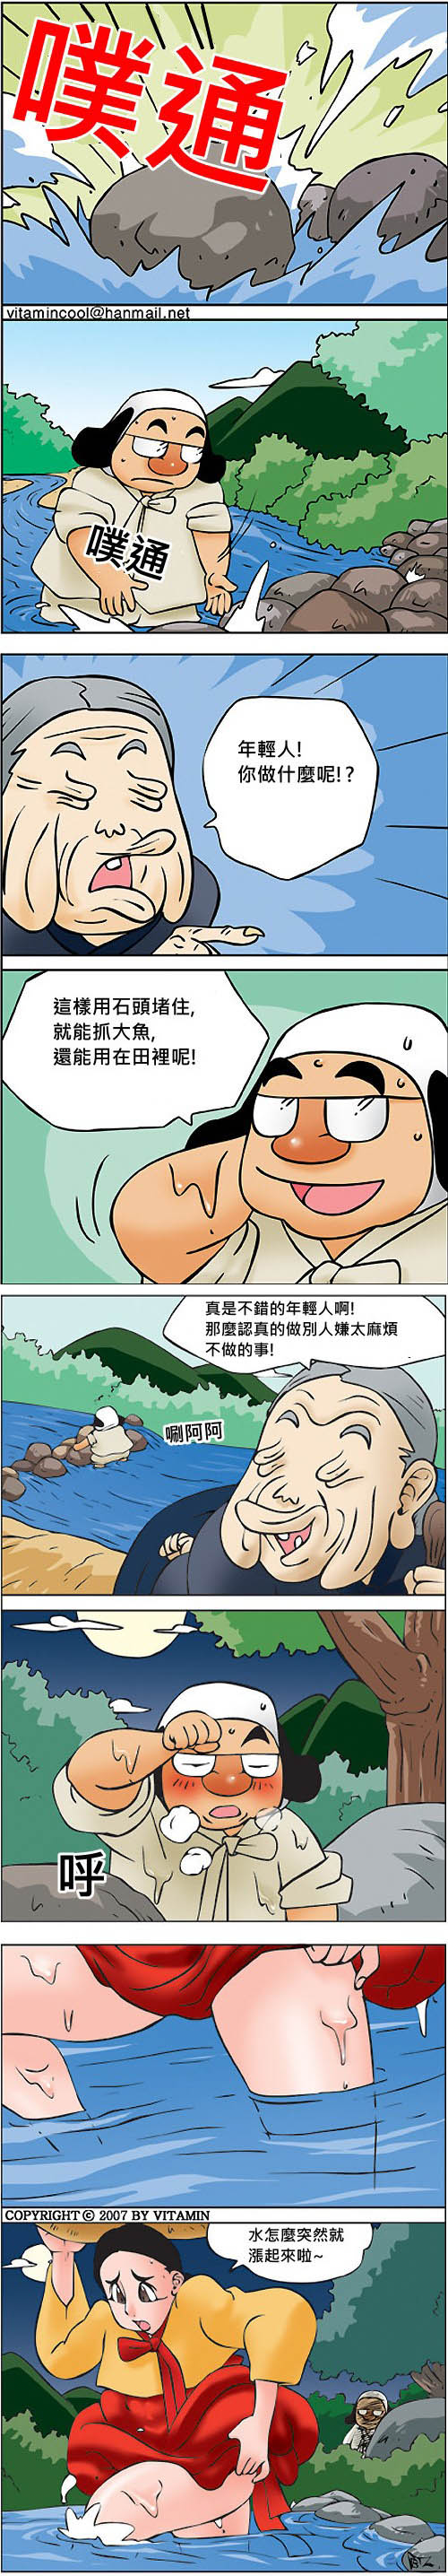 噗通
vitamincool@hanmail.net
噗通
年輕人!
你做什麼呢!?
這樣用石頭堵住,
就能抓大魚,
還能用在田裡呢!
真是不錯的年輕人啊!
那麼認真的做別人嫌太麻煩
不做的事!
唰阿阿
呼
COPYRIGHT © 2007 BY VITAMIN
水怎麼突然就
漲起來啦~